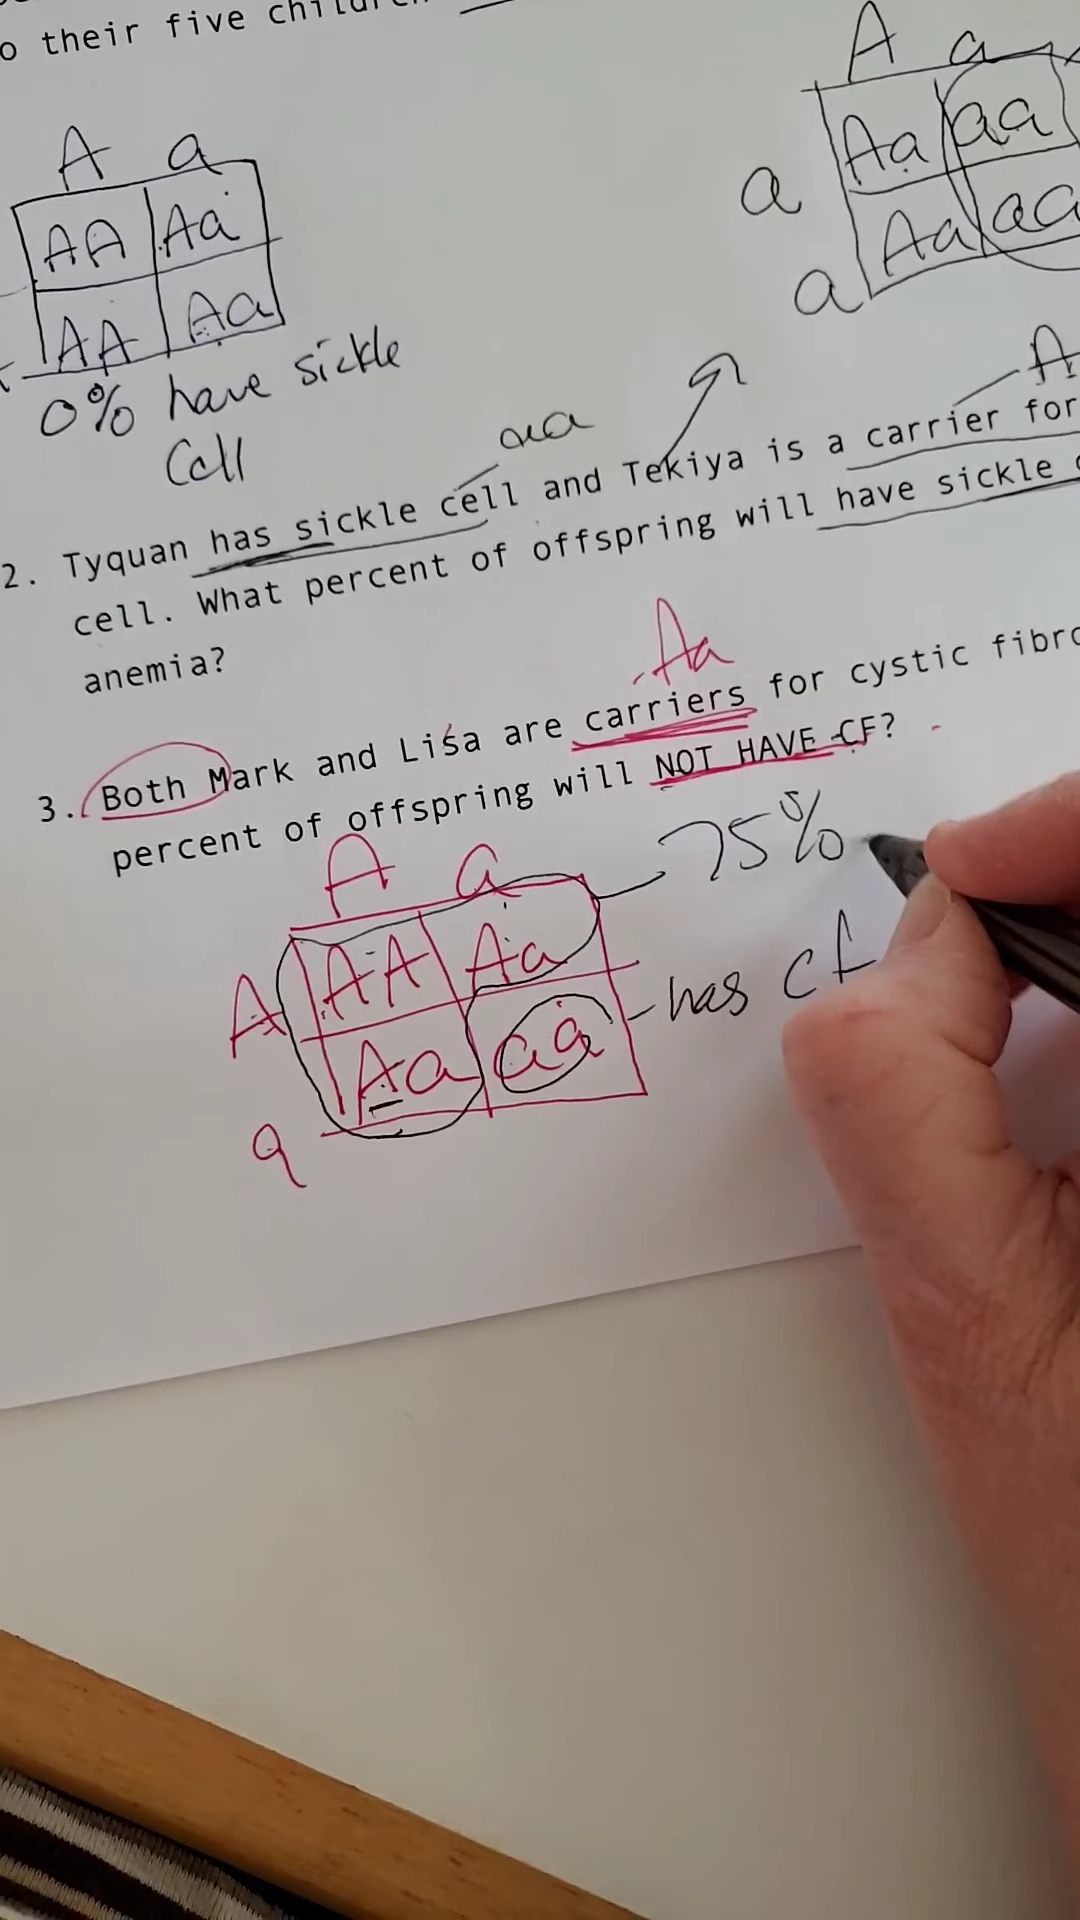 o their five children
A a
AA Aa
AA Aa
0% have sickle
Cell
A a
a Aa aa
a Aa aa
aa
A
2. Tyquan has sickle cell and Tekiya is a carrier for
cell. What percent of offspring will have sickle
anemia?
Aa
3. Both Mark and Lisa are carriers for cystic
percent of offspring will NOT HAVE CF?
A a
75%
A AA Aa
has cf
a Aa aa